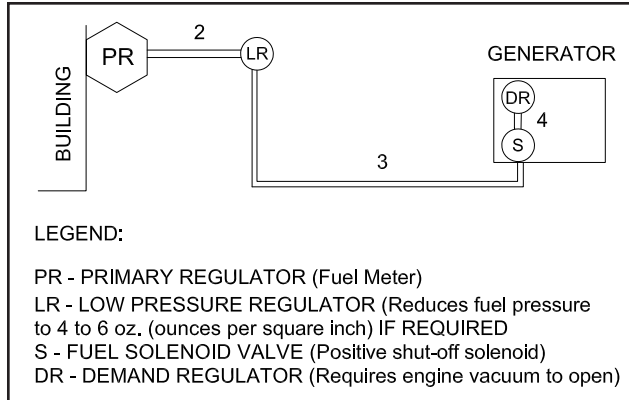 2
PR
LR
GENERATOR
BUILDING
DR
4
S
3
LEGEND:
PR - PRIMARY REGULATOR (Fuel Meter)
LR - LOW PRESSURE REGULATOR (Reduces fuel pressure
to 4 to 6 oz. (ounces per square inch) IF REQUIRED
S - FUEL SOLENOID VALVE (Positive shut-off solenoid)
DR - DEMAND REGULATOR (Requires engine vacuum to open)